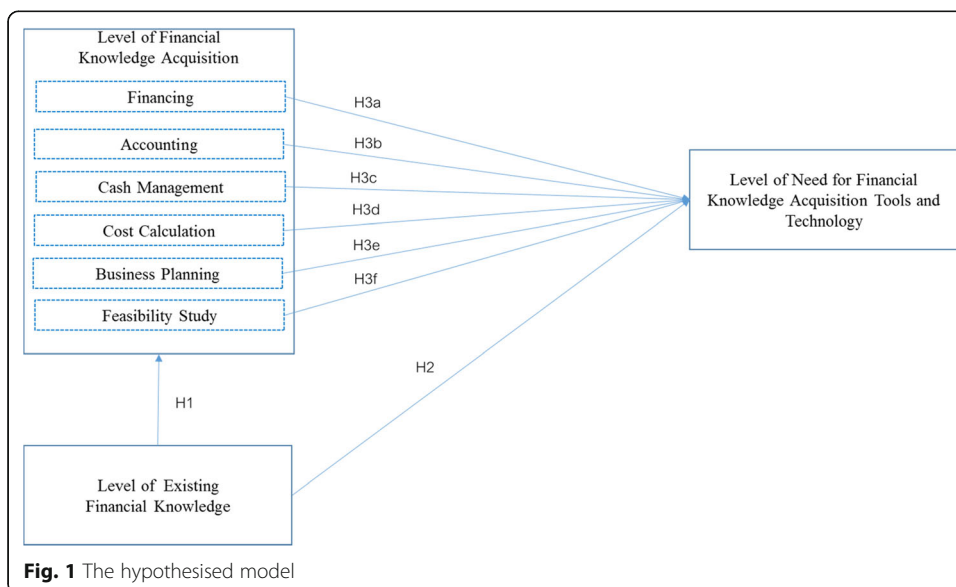 Level of Financial
Knowledge Acquisition
Financing
Accounting
Cash Management
Cost Calculation
Business Planning
Feasibility Study
H3a
H3b
H3c
H3d
H3e
H3f
Level of Need for Financial
Knowledge Acquisition Tools and
Technology
H2
H1
Level of Existing
Financial Knowledge
Fig. 1 The hypothesised model